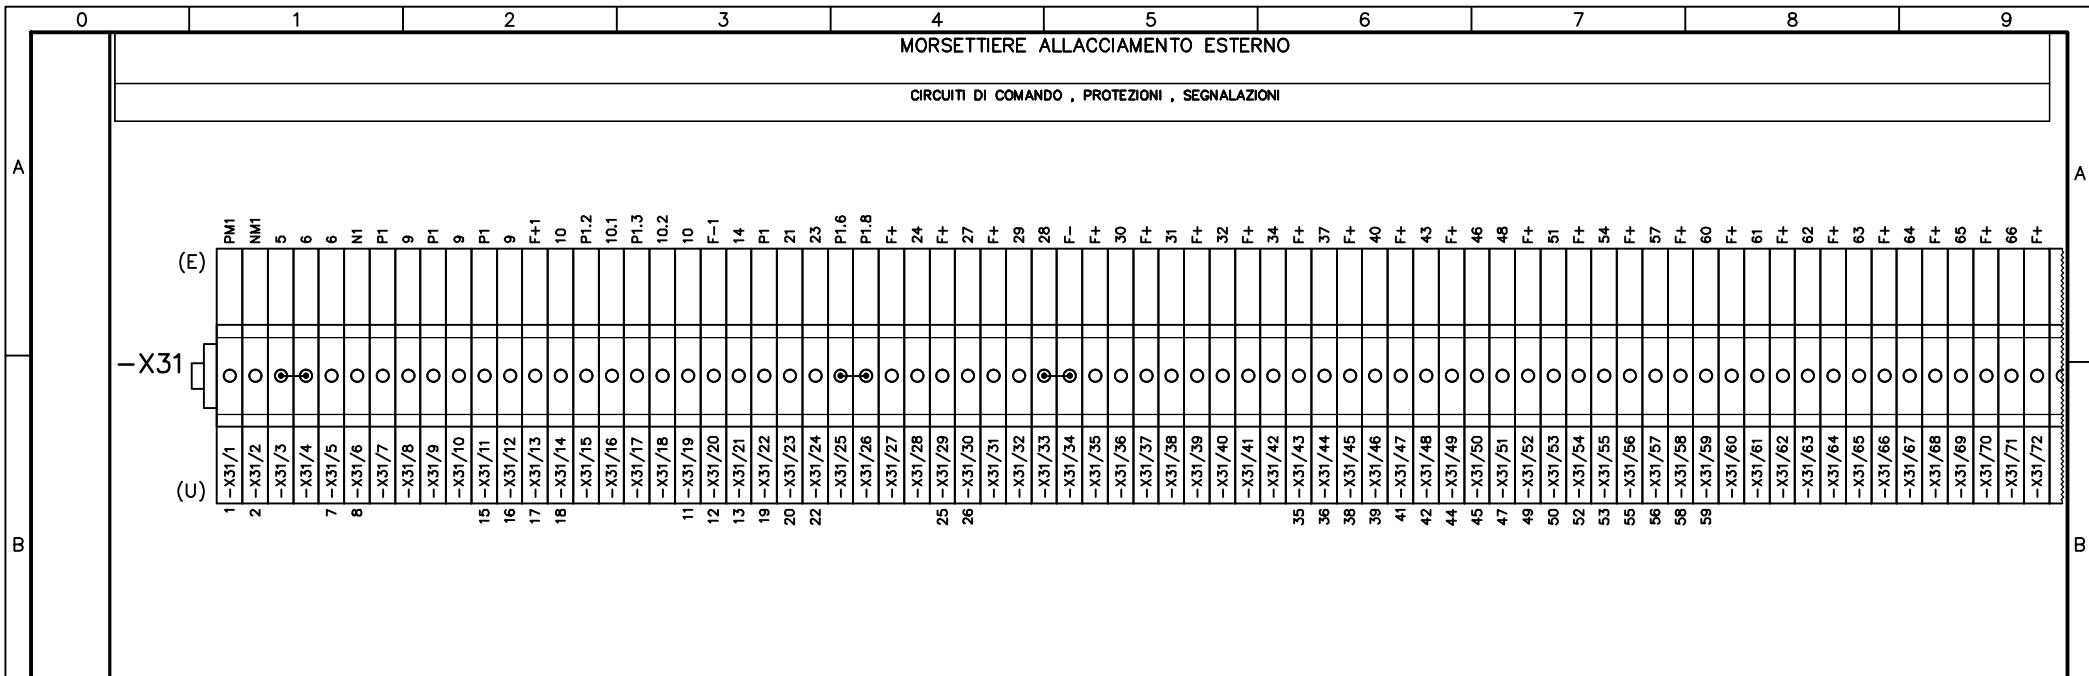 0 1 2 3 4 5 6 7 8 9
MORSETTIERE ALLACCIAMENTO ESTERNO
CIRCUITI DI COMANDO , PROTEZIONI , SEGNALAZIONI
A A
PM1 NM1 5 6 6 N1 P1 9 P1 9 P1 9 F+1 10 P1.2 10.1 P1.3 10.2 10 F-1 14 P1 21 23 P1.6 P1.8 F+ 24 F+ 27 F+ 29 28 F- F+ 30 F+ 31 F+ 32 F+ 34 F+ 37 F+ 40 F+ 43 F+ 46 48 F+ 51 F+ 54 F+ 57 F+ 60 F+ 61 F+ 62 F+ 63 F+ 64 F+ 65 F+ 66 F+
(E)
-X31
-X31/1 -X31/2 -X31/3 -X31/4 -X31/5 -X31/6 -X31/7 -X31/8 -X31/9 -X31/10 -X31/11 -X31/12 -X31/13 -X31/14 -X31/15 -X31/16 -X31/17 -X31/18 -X31/19 -X31/20 -X31/21 -X31/22 -X31/23 -X31/24 -X31/25 -X31/26 -X31/27 -X31/28 -X31/29 -X31/30 -X31/31 -X31/32 -X31/33 -X31/34 -X31/35 -X31/36 -X31/37 -X31/38 -X31/39 -X31/40 -X31/41 -X31/42 -X31/43 -X31/44 -X31/45 -X31/46 -X31/47 -X31/48 -X31/49 -X31/50 -X31/51 -X31/52 -X31/53 -X31/54 -X31/55 -X31/56 -X31/57 -X31/58 -X31/59 -X31/60 -X31/61 -X31/62 -X31/63 -X31/64 -X31/65 -X31/66 -X31/67 -X31/68 -X31/69 -X31/70 -X31/71 -X31/72
(U)
1 2 7 8 15 16 17 18 11 12 13 19 20 22 25 26 35 36 38 39 41 42 44 45 47 49 50 52 53 55 56 58 59
B B